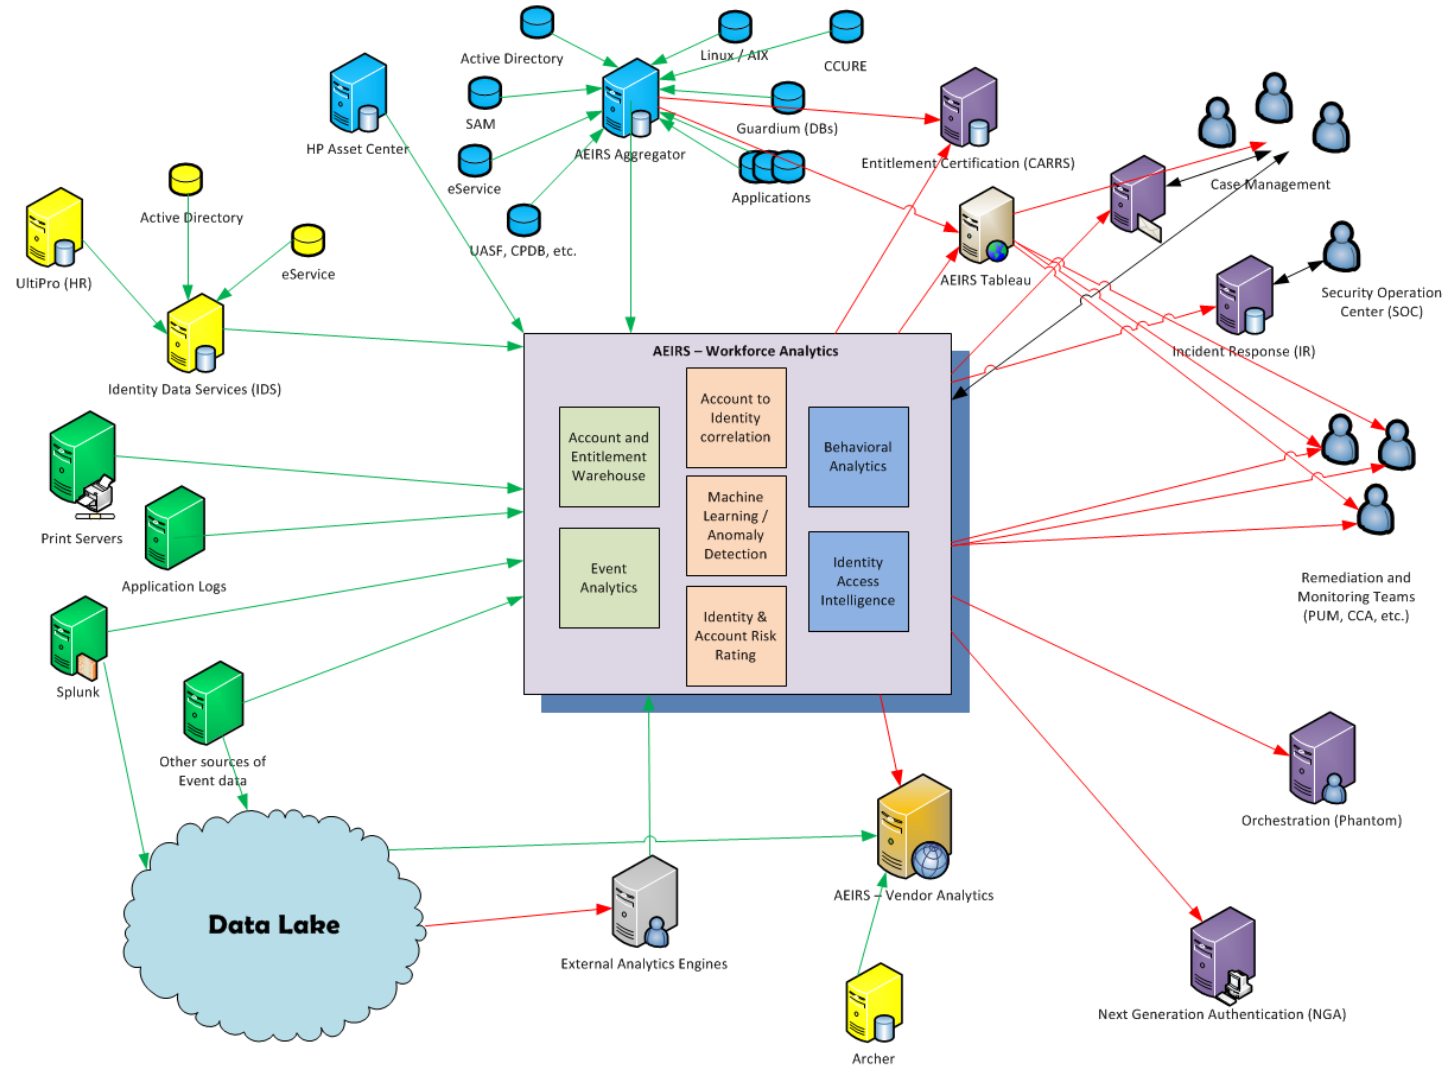 Active Directory
Linux / AIX
CCURE
SAM
Guardium (DBs)
HP Asset Center
AEIRS Aggregator
Entitlement Certification (CARRS)
eService
Applications
Case Management
Active Directory
UASF, CPDB, etc.
eService
UltiPro (HR)
AEIRS Tableau
Security Operation
Center (SOC)
Incident Response (IR)
Identity Data Services (IDS)
AEIRS – Workforce Analytics
Account to
Identity
correlation
Account and
Entitlement
Warehouse
Behavioral
Analytics
Machine
Learning /
Anomaly
Detection
Event
Analytics
Identity
Access
Intelligence
Identity &
Account Risk
Rating
Print Servers
Application Logs
Splunk
Other sources of
Event data
Remediation and
Monitoring Teams
(PUM, CCA, etc.)
Orchestration (Phantom)
AEIRS – Vendor Analytics
Data Lake
External Analytics Engines
Next Generation Authentication (NGA)
Archer